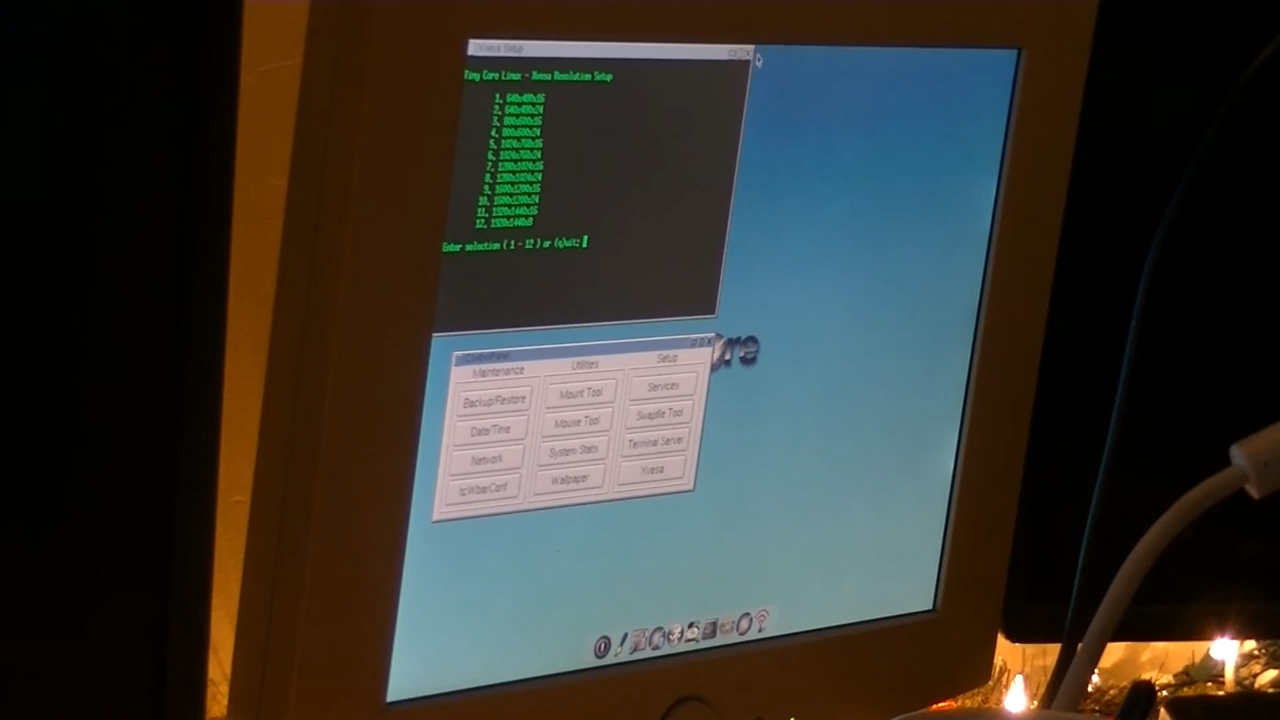 Xvesa Setup
Tiny Core Linux - Xvesa Resolution Setup
1. 640x480x16
2. 640x480x24
3. 800x600x16
4. 800x600x24
5. 1024x768x16
6. 1024x768x24
7. 1280x1024x16
8. 1280x1024x24
9. 1600x1200x16
10. 1600x1200x24
11. 1920x1440x16
12. 1920x1440x8
Enter selection ( 1 - 12 ) or (q)uit:
re
ControlPanel
Maintenance Utilities Setup
Backup/Restore Mount Tool Services
Date/Time Mouse Tool Swapfile Tool
Network System Stats Terminal Server
tcWbarConf Wallpaper Xvesa